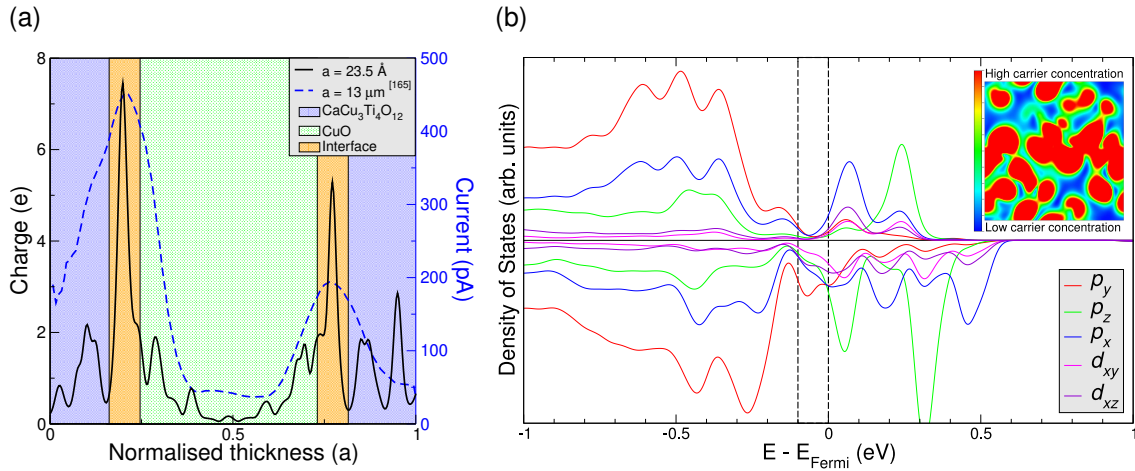 (a)
8
6
4
2
0
Charge (e)
0
0.5
1
Normalised thickness (a)
500
400
300
200
100
0
Current (pA)
a = 23.5 Å
a = 13 μm [165]
CaCu3Ti4O12
CuO
Interface
(b)
Density of States (arb. units)
-1
-0.5
0
0.5
1
E - EFermi (eV)
High carrier concentration
Low carrier concentration
py
pz
px
dxy
dxz